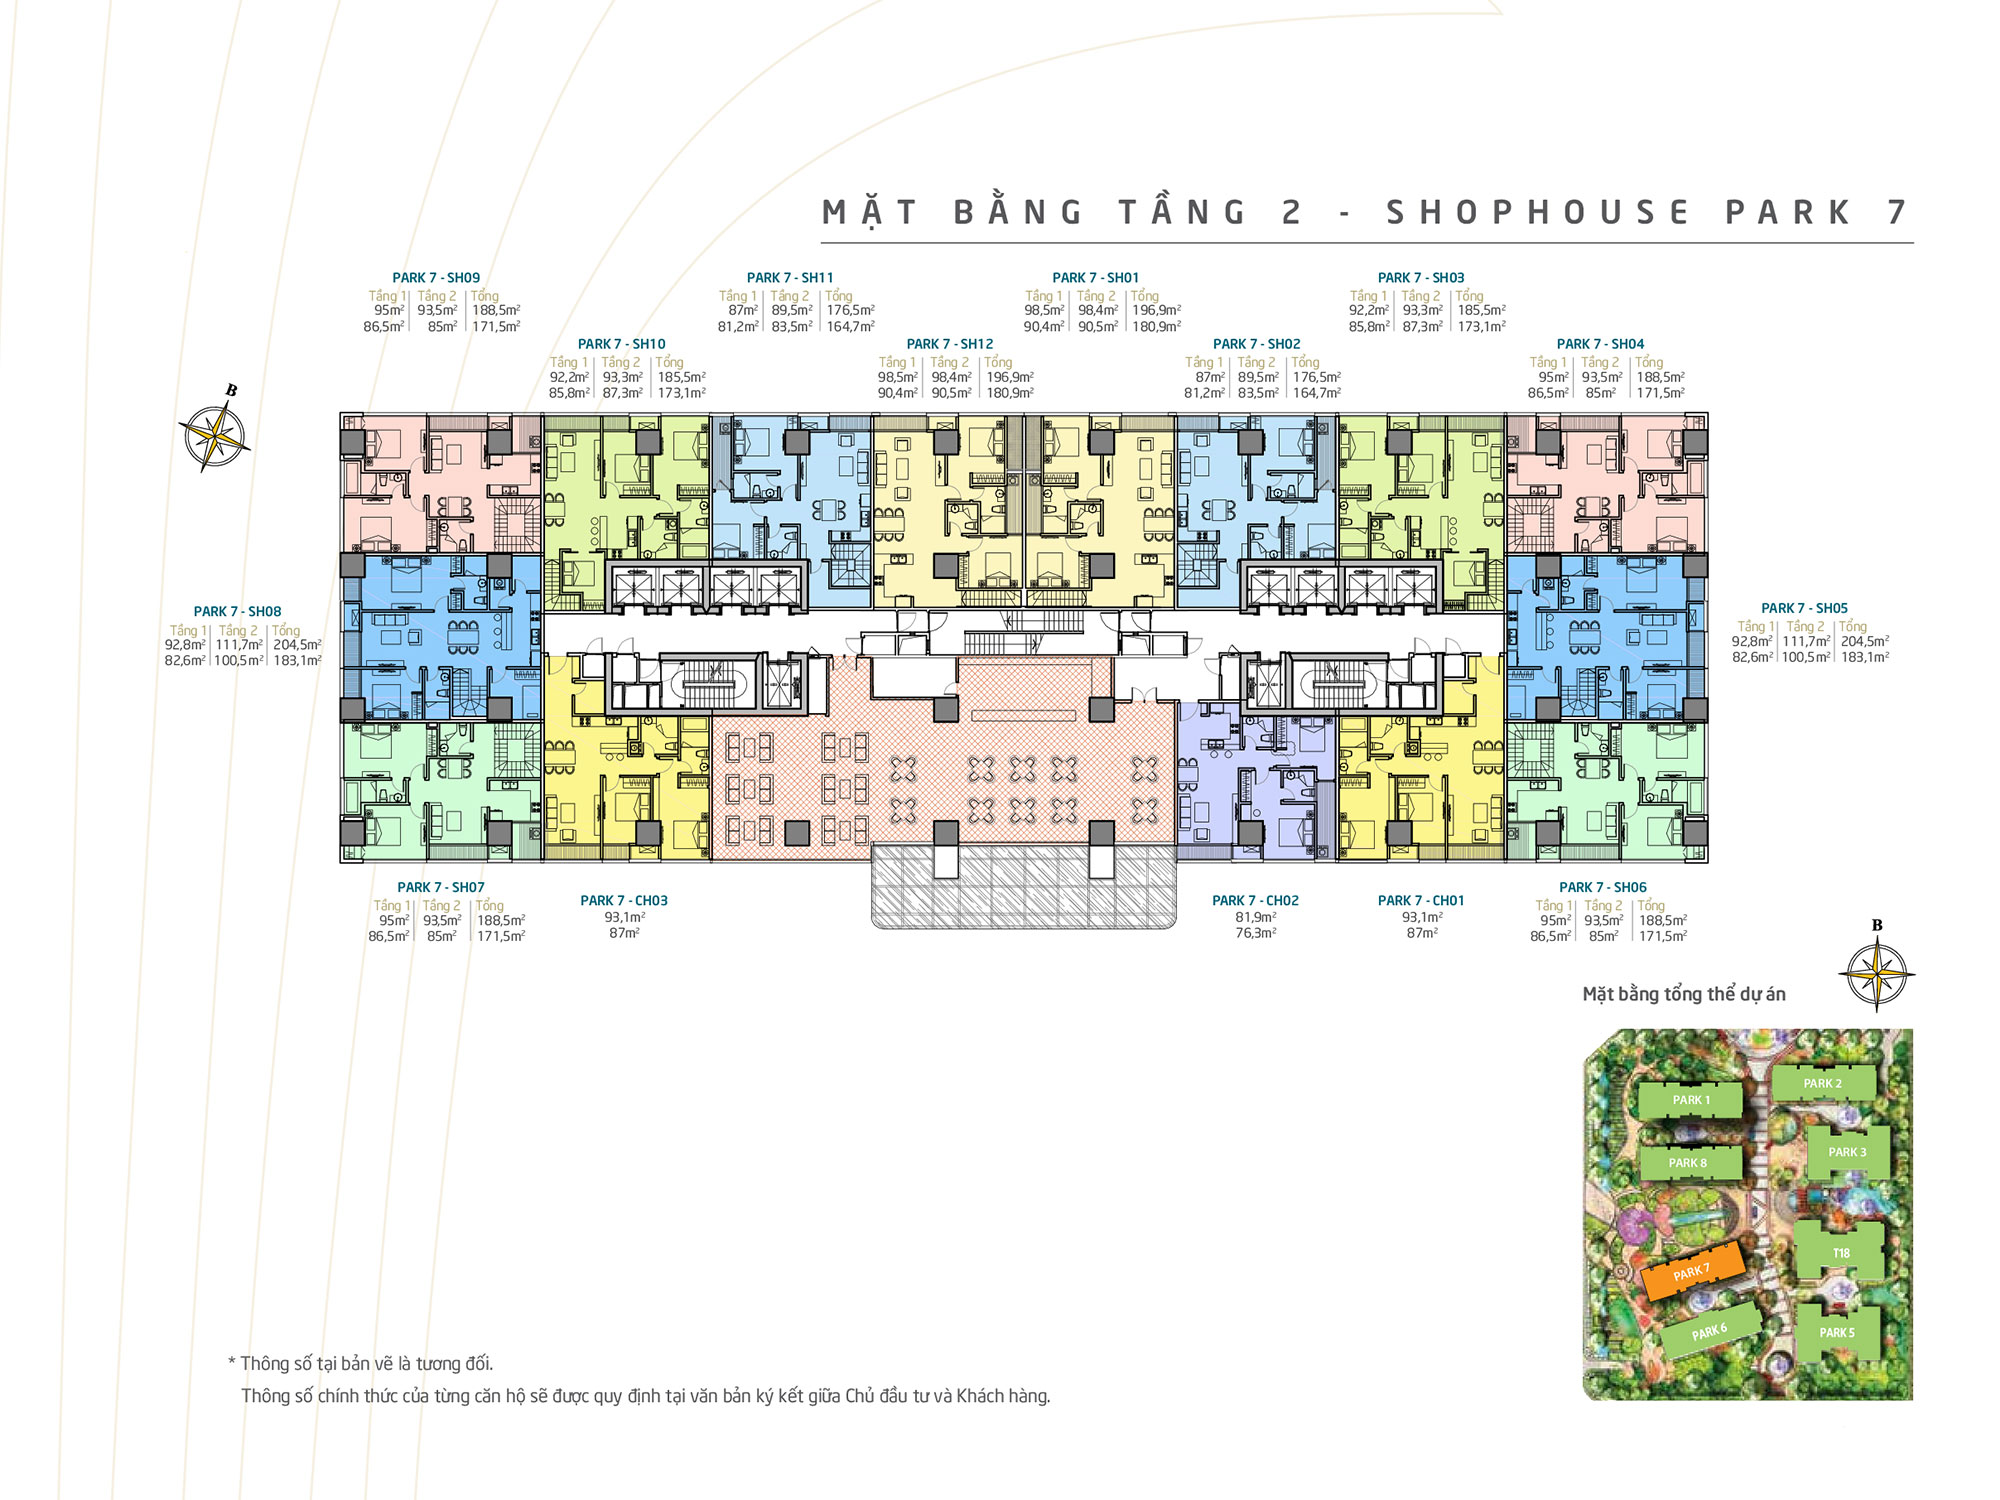 MẶT BẰNG TẦNG 2 - SHOPHOUSE PARK 7
PARK 7 - SH09
Tầng 1 Tầng 2 Tổng
95m² 93,5m² 188,5m²
86,5m² 85m² 171,5m²
PARK 7 - SH11
Tầng 1 Tầng 2 Tổng
87m² 89,5m² 176,5m²
81,2m² 83,5m² 164,7m²
PARK 7 - SH01
Tầng 1 Tầng 2 Tổng
98,5m² 98,4m² 196,9m²
90,4m² 90,5m² 180,9m²
PARK 7 - SH03
Tầng 1 Tầng 2 Tổng
92,2m² 93,3m² 185,5m²
85,8m² 87,3m² 173,1m²
PARK 7 - SH10
Tầng 1 Tầng 2 Tổng
92,2m² 93,3m² 185,5m²
85,8m² 87,3m² 173,1m²
PARK 7 - SH12
Tầng 1 Tầng 2 Tổng
98,5m² 98,4m² 196,9m²
90,4m² 90,5m² 180,9m²
PARK 7 - SH02
Tầng 1 Tầng 2 Tổng
87m² 89,5m² 176,5m²
81,2m² 83,5m² 164,7m²
PARK 7 - SH04
Tầng 1 Tầng 2 Tổng
95m² 93,5m² 188,5m²
86,5m² 85m² 171,5m²
B
PARK 7 - SH08
Tầng 1 Tầng 2 Tổng
92,8m² 111,7m² 204,5m²
82,6m² 100,5m² 183,1m²
PARK 7 - SH05
Tầng 1 Tầng 2 Tổng
92,8m² 111,7m² 204,5m²
82,6m² 100,5m² 183,1m²
PARK 7 - SH07
Tầng 1 Tầng 2 Tổng
95m² 93,5m² 188,5m²
86,5m² 85m² 171,5m²
PARK 7 - CH03
93,1m²
87m²
PARK 7 - CH02
81,9m²
76,3m²
PARK 7 - CH01
93,1m²
87m²
PARK 7 - SH06
Tầng 1 Tầng 2 Tổng
95m² 93,5m² 188,5m²
86,5m² 85m² 171,5m²
B
Mặt bằng tổng thể dự án
PARK 2
PARK 1
PARK 3
PARK 8
T18
PARK 7
PARK 6
PARK 5
* Thông số tại bản vẽ là tương đối.
Thông số chính thức của từng căn hộ sẽ được quy định tại văn bản ký kết giữa Chủ đầu tư và Khách hàng.